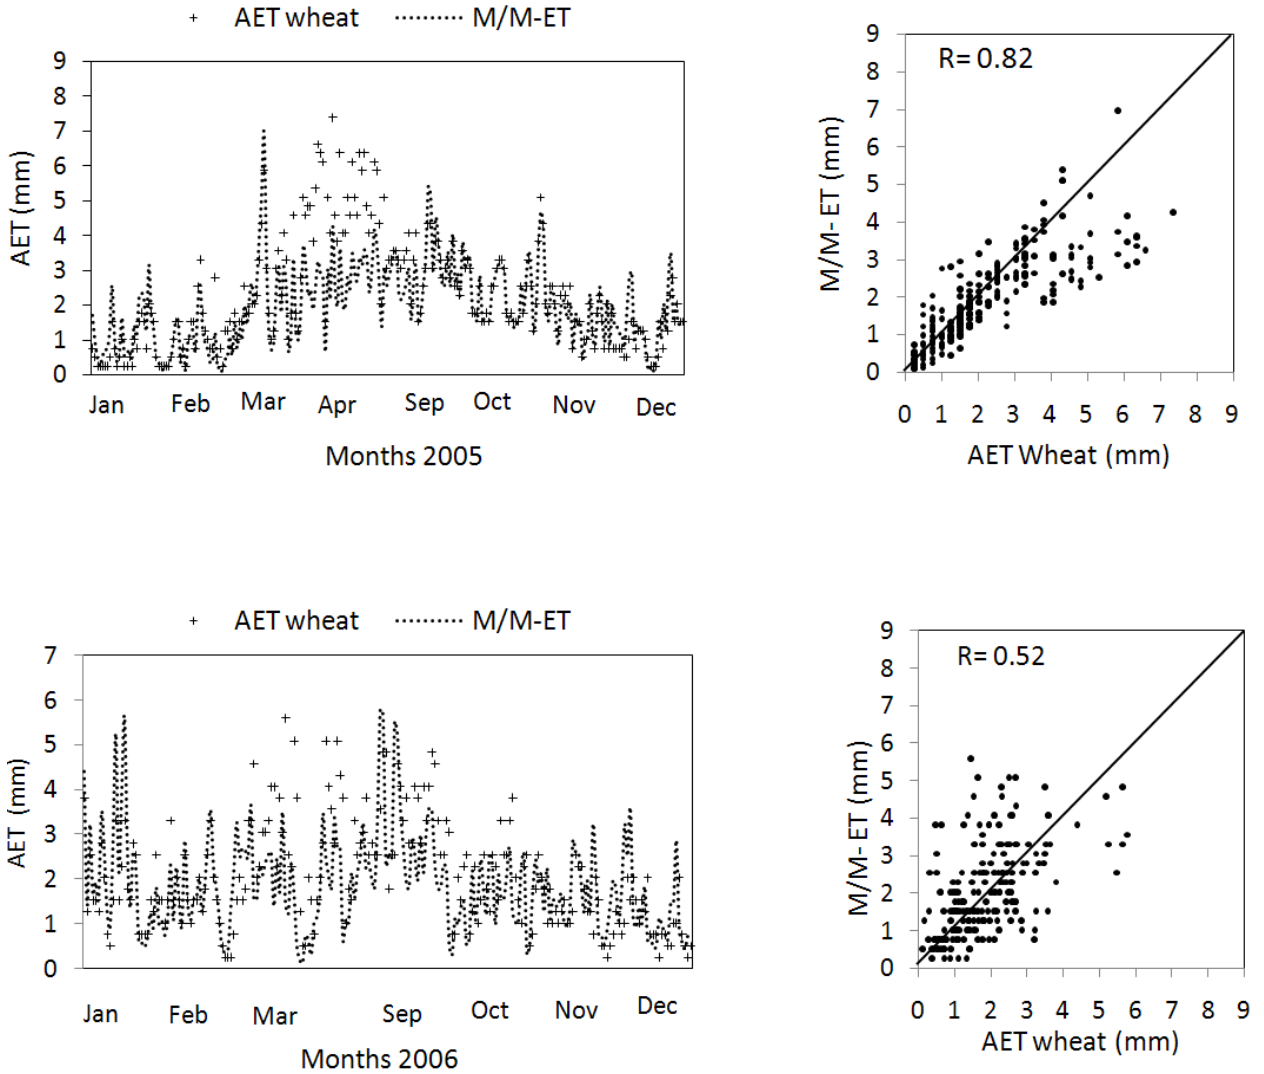 AET wheat M/M-ET
9
8
7
6
5
4
3
2
1
0
AET (mm)
Jan Feb Mar Apr Sep Oct Nov Dec
Months 2005
R= 0.82
9
8
7
6
5
4
3
2
1
0
M/M- ET (mm)
0 1 2 3 4 5 6 7 8 9
AET Wheat (mm)
AET wheat M/M-ET
7
6
5
4
3
2
1
0
AET (mm)
Jan Feb Mar Sep Oct Nov Dec
Months 2006
R= 0.52
9
8
7
6
5
4
3
2
1
0
M/M- ET (mm)
0 1 2 3 4 5 6 7 8 9
AET wheat (mm)